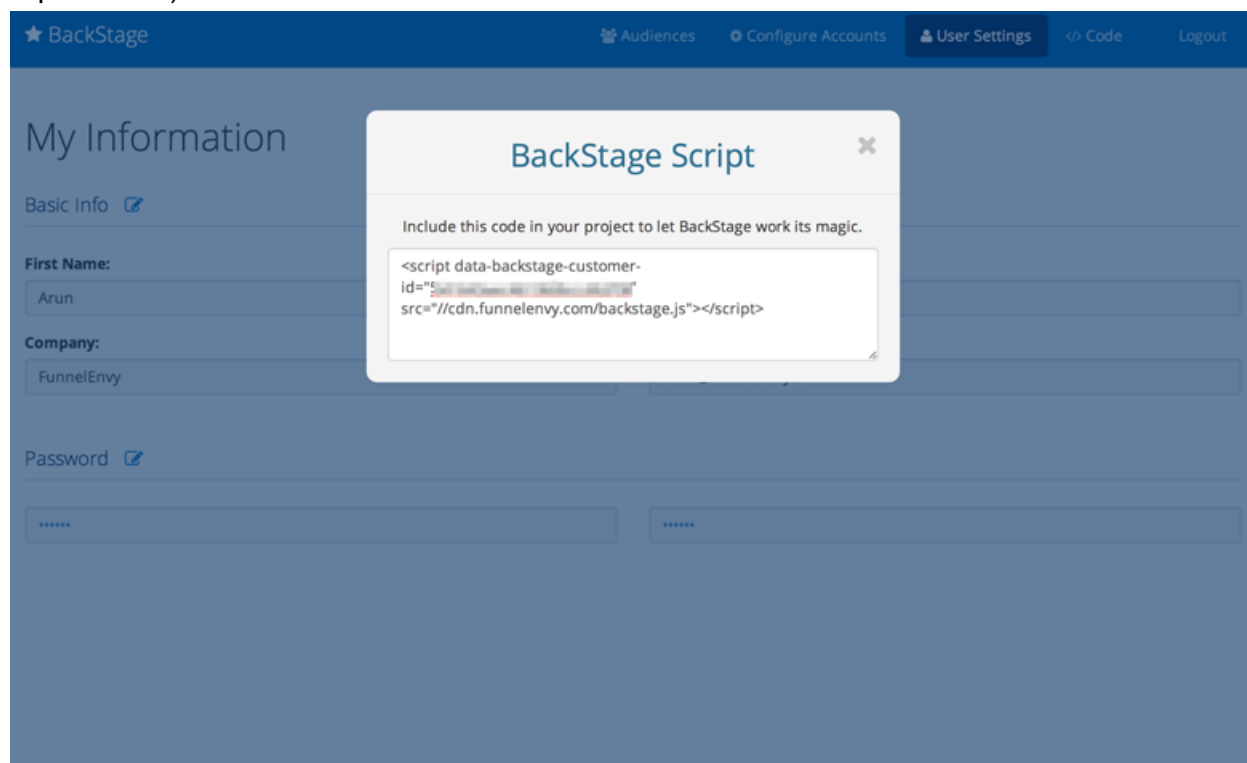 BackStage
Audiences
Configure Accounts
User Settings
</> Code
Logout
My Information
BackStage Script
Basic Info
Include this code in your project to let BackStage work its magic.
First Name:
<script data-backstage-customer-
id="
src="//cdn.funnelenvy.com/backstage.js"></script>
Arun
Company:
FunnelEnvy
Password
••••••
••••••